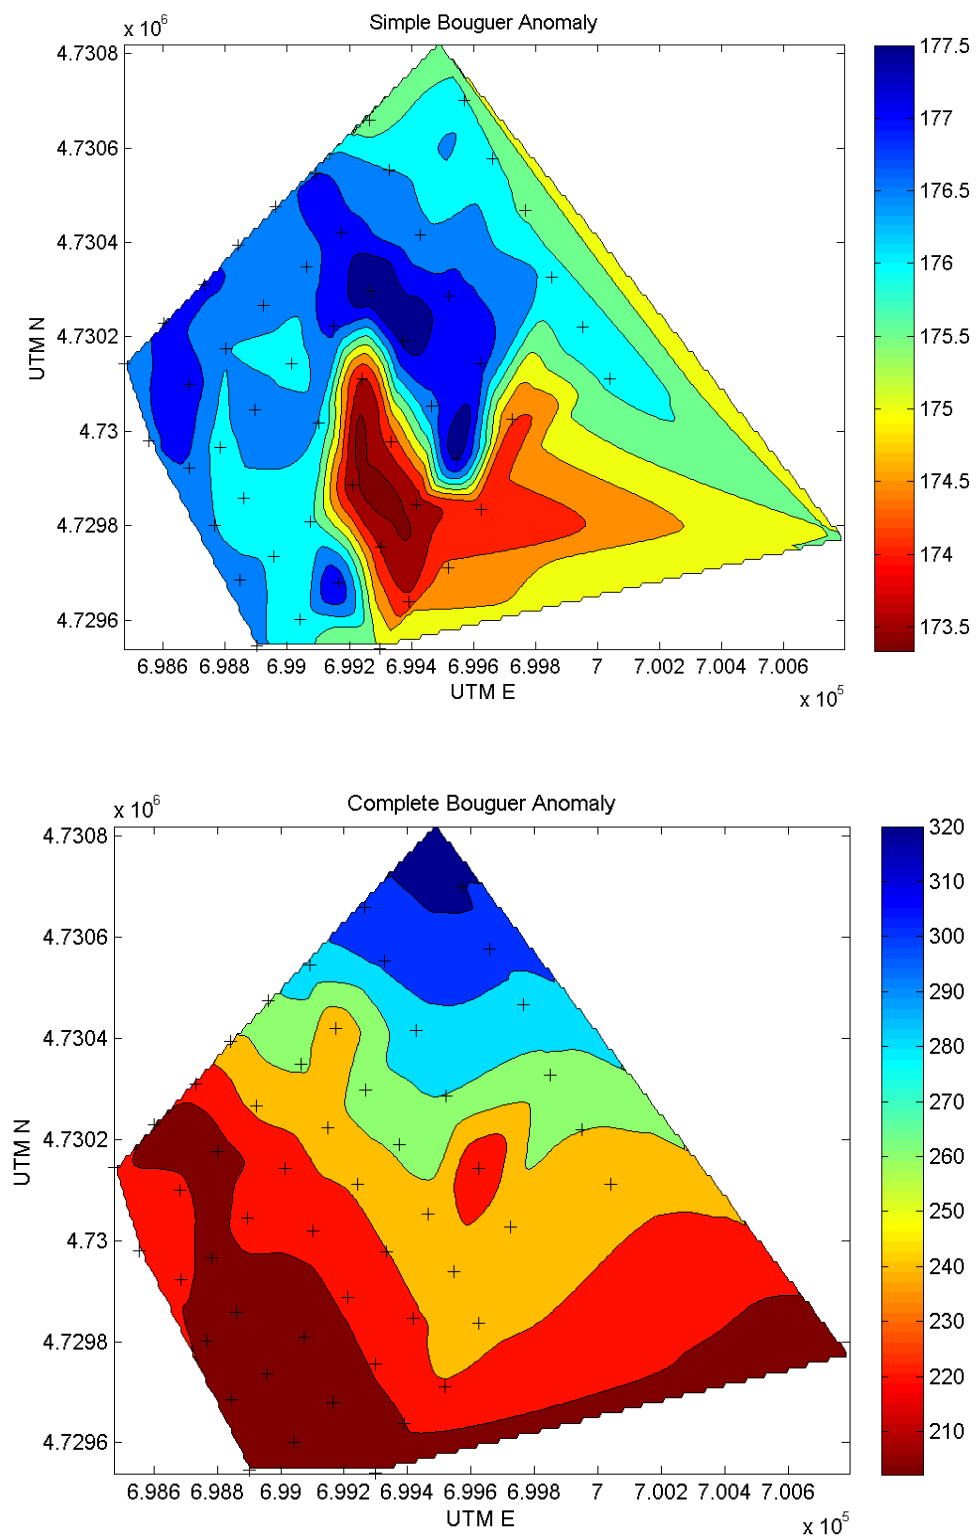 Simple Bouguer Anomaly
x 10^6
4.7308
4.7306
4.7304
4.7302
4.73
4.7298
4.7296
UTM N
6.986 6.988 6.99 6.992 6.994 6.996 6.998 7 7.002 7.004 7.006
UTM E
x 10^5
177.5
177
176.5
176
175.5
175
174.5
174
173.5
Complete Bouguer Anomaly
x 10^6
4.7308
4.7306
4.7304
4.7302
4.73
4.7298
4.7296
UTM N
6.986 6.988 6.99 6.992 6.994 6.996 6.998 7 7.002 7.004 7.006
UTM E
x 10^5
320
310
300
290
280
270
260
250
240
230
220
210